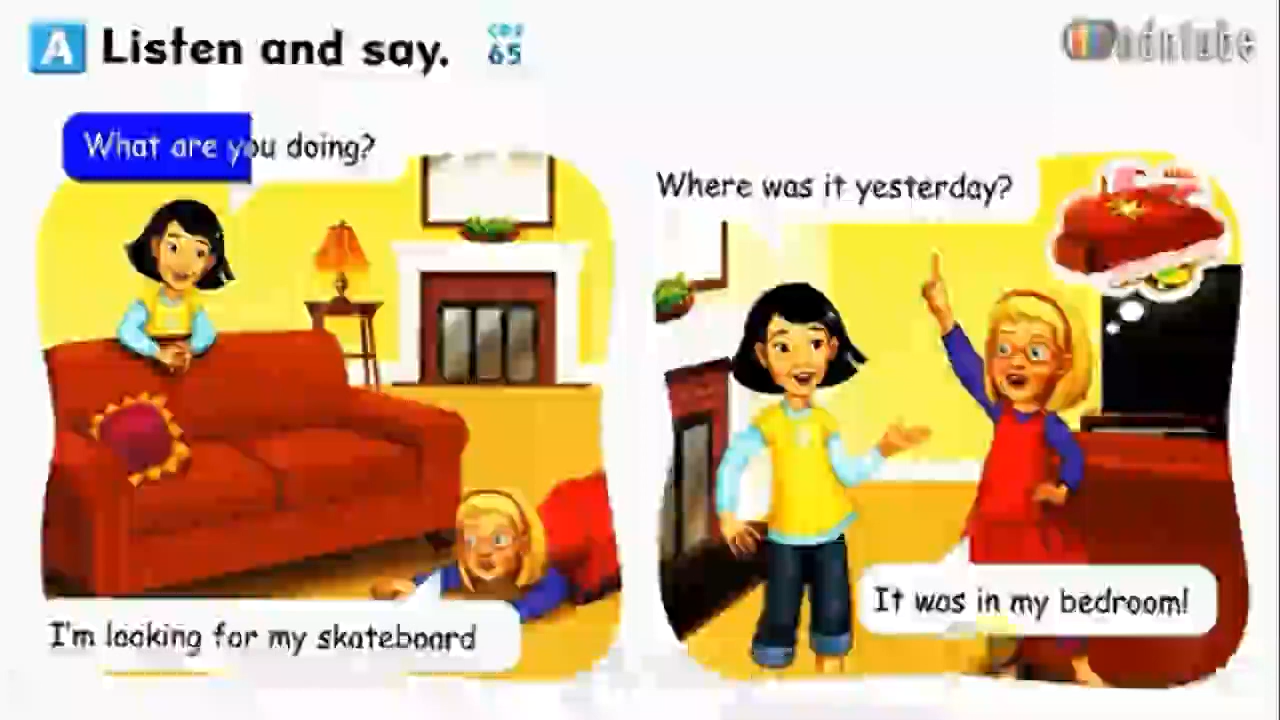 A Listen and say.
65
What are you doing?
Where was it yesterday?
I'm looking for my skateboard
It was in my bedroom!